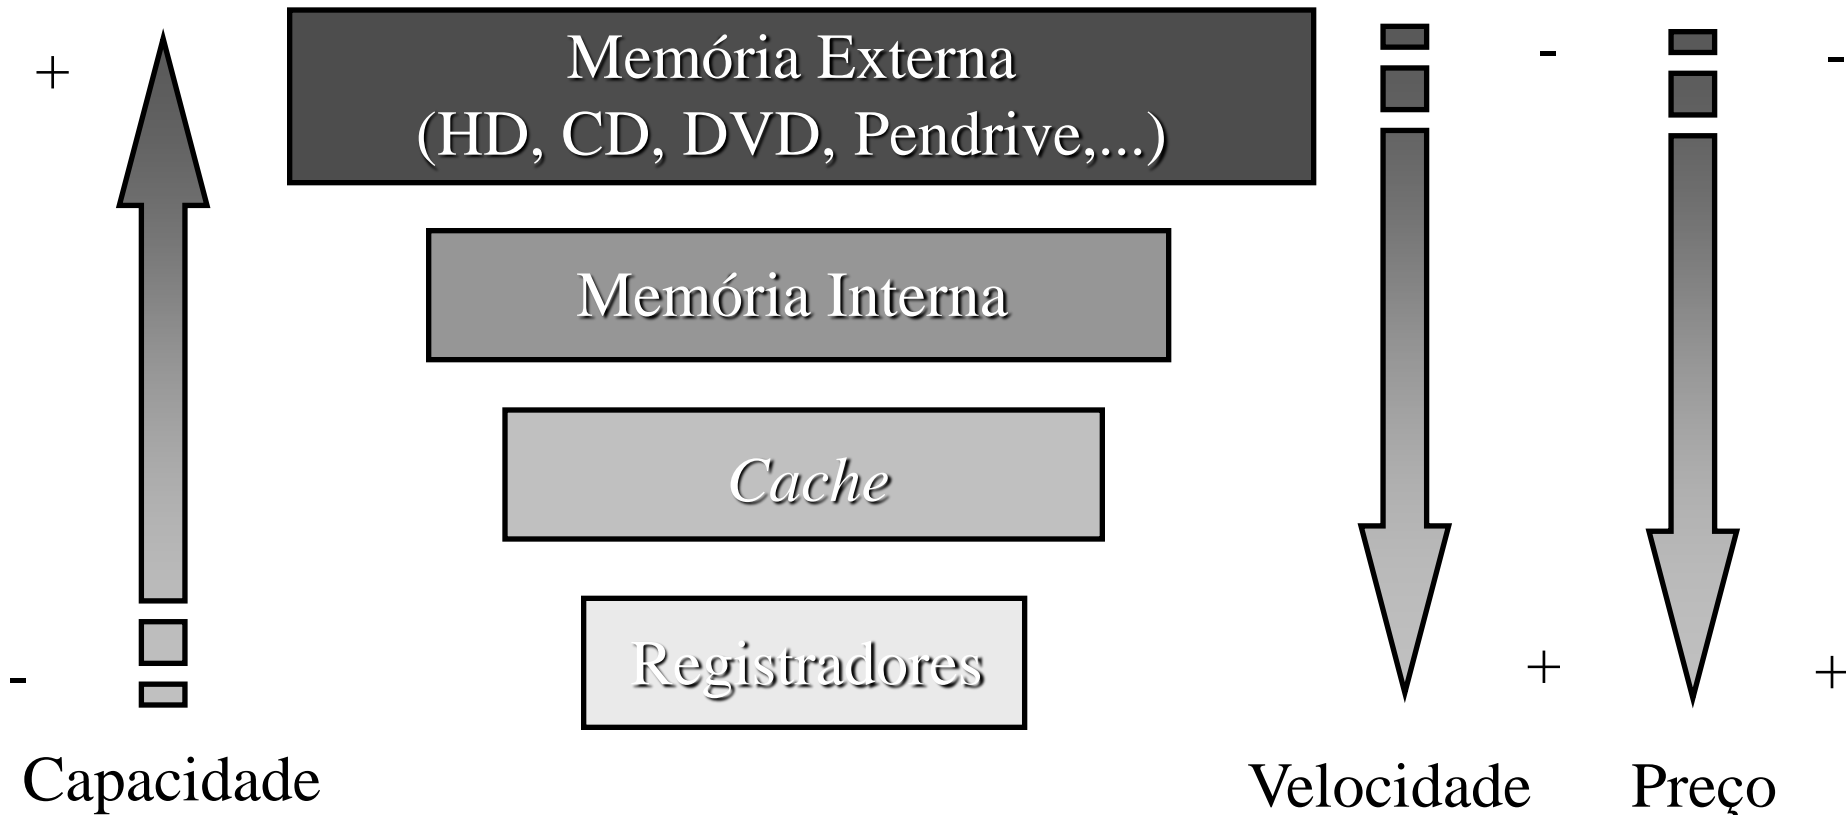 +
Memória Externa
-
-
(HD, CD, DVD, Pendrive,...)
Memória Interna
Cache
Registradores
-
+
+
Capacidade
Velocidade
Preço